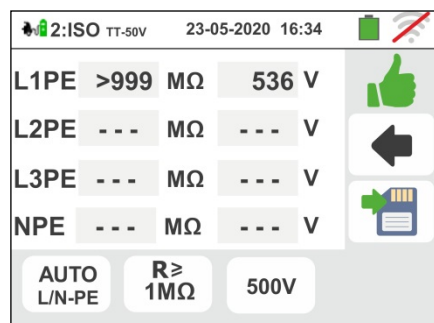 2:ISO TT-50V 23-05-2020 16:34
L1PE >999 MΩ 536 V
L2PE - - - MΩ - - - V
L3PE - - - MΩ - - - V
NPE - - - MΩ - - - V
AUTO R≥ 500V
L/N-PE 1MΩ